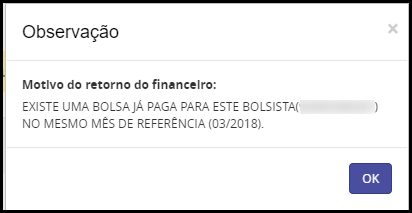 Observação
×
Motivo do retorno do financeiro:
EXISTE UMA BOLSA JÁ PAGA PARA ESTE BOLSISTA( )
NO MESMO MÊS DE REFERÊNCIA (03/2018).
OK